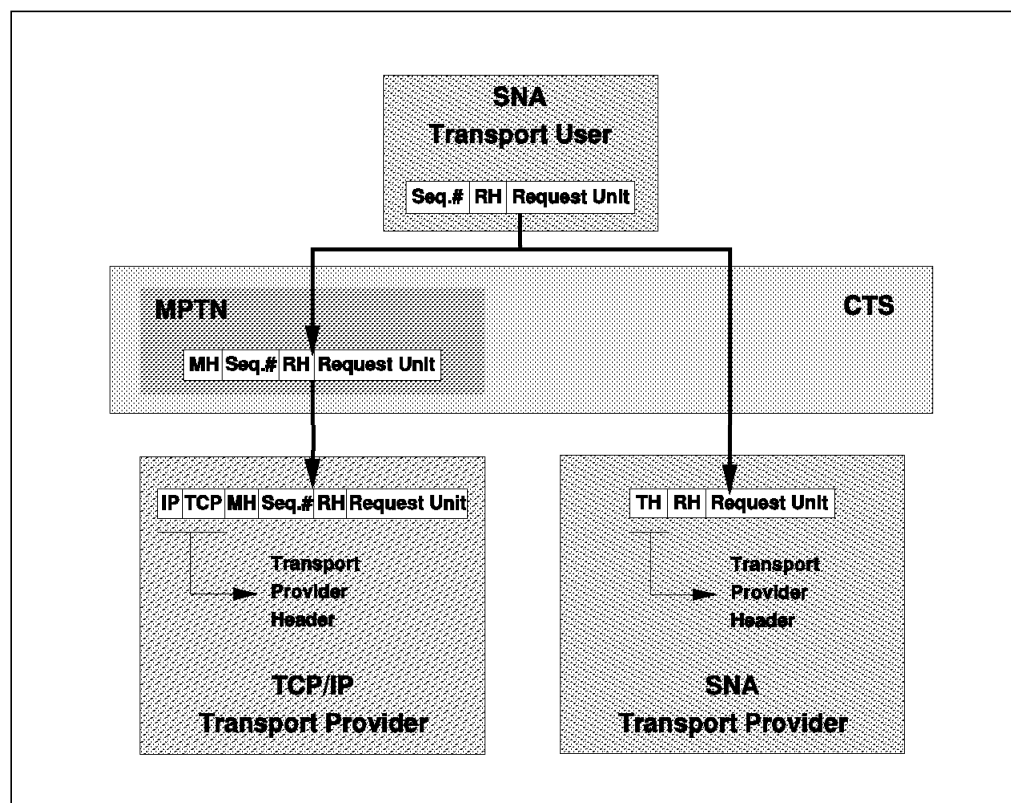 SNA
Transport User
Seq.# RH Request Unit
MPTN
CTS
MH Seq.# RH Request Unit
IP TCP MH Seq.# RH Request Unit
Transport
Provider
Header
TCP/IP
Transport Provider
TH RH Request Unit
Transport
Provider
Header
SNA
Transport Provider